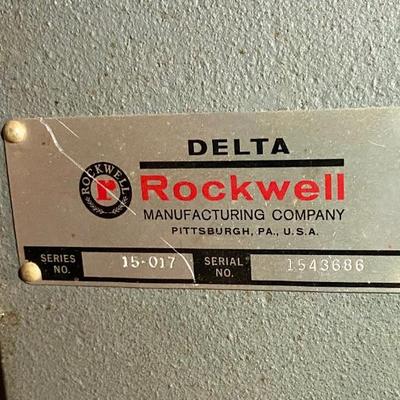 DELTA
ROCKWELL
R
Rockwell
MANUFACTURING COMPANY
PITTSBURGH, PA., U.S.A.
SERIES NO. 15-017 SERIAL NO. 1543686